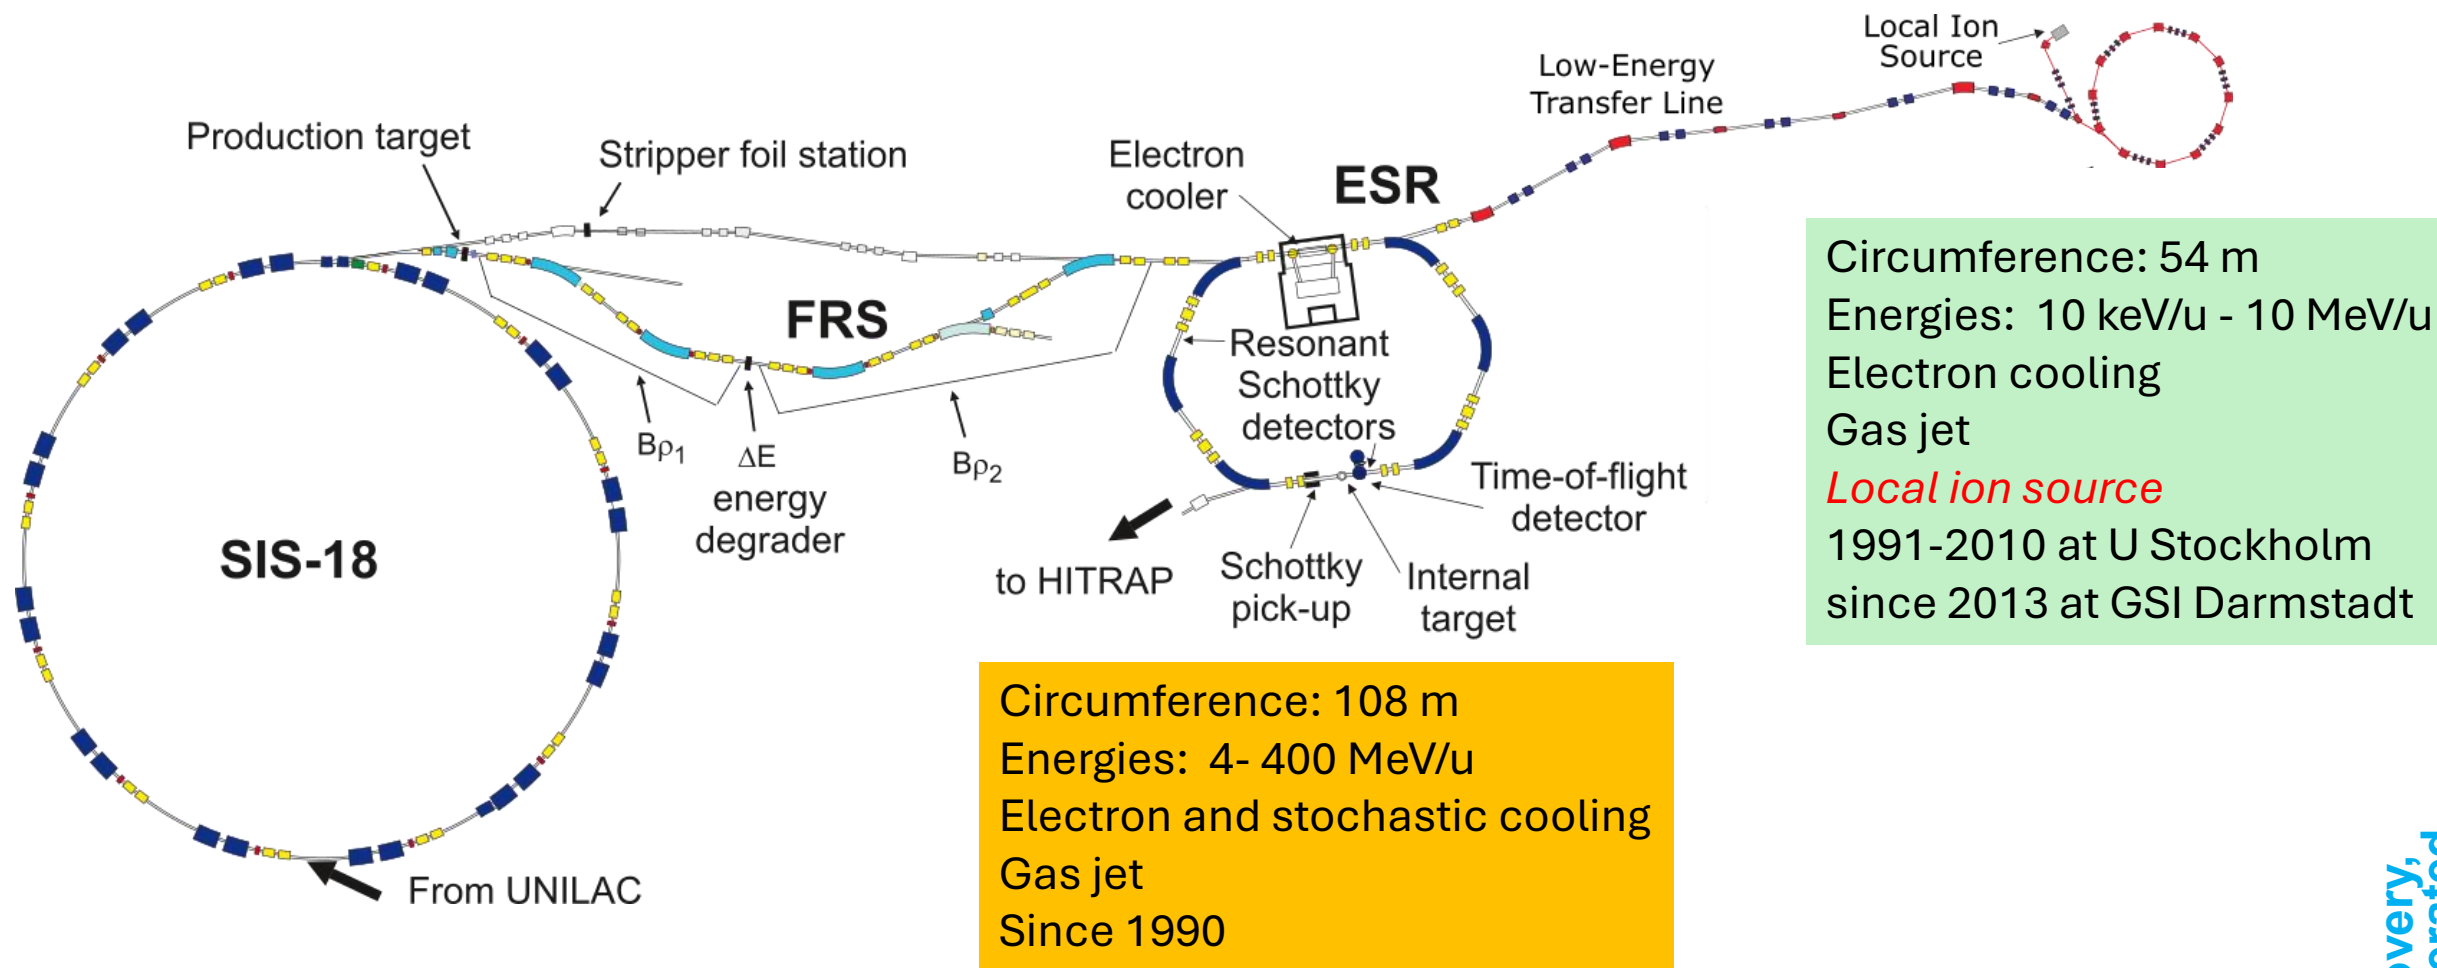 Local Ion
Source
Low-Energy
Transfer Line
Production target
Stripper foil station
Electron
cooler
ESR
FRS
Resonant
Schottky
detectors
Bρ1
ΔE
energy
degrader
Bρ2
Time-of-flight
detector
SIS-18
to HITRAP
Schottky
pick-up
Internal
target
From UNILAC
Circumference: 54 m
Energies: 10 keV/u - 10 MeV/u
Electron cooling
Gas jet
Local ion source
1991-2010 at U Stockholm
since 2013 at GSI Darmstadt
Circumference: 108 m
Energies: 4- 400 MeV/u
Electron and stochastic cooling
Gas jet
Since 1990